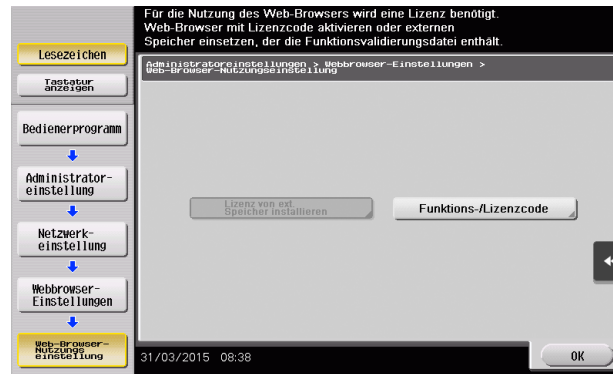 Für die Nutzung des Web-Browsers wird eine Lizenz benötigt.
Web-Browser mit Lizenzcode aktivieren oder externen
Speicher einsetzen, der die Funktionsvalidierungsdatei enthält.
Lesezeichen
Tastatur
anzeigen
Administratoreinstellungen > Webbrowser-Einstellungen >
Web-Browser-Nutzungseinstellung
Bedienerprogramm
Administrator-
einstellung
Netzwerk-
einstellung
Webbrowser-
Einstellungen
Web-Browser-
Nutzungs
einstellung
Lizenz von ext.
Speicher installieren
Funktions-/Lizenzcode
31/03/2015 08:38
OK